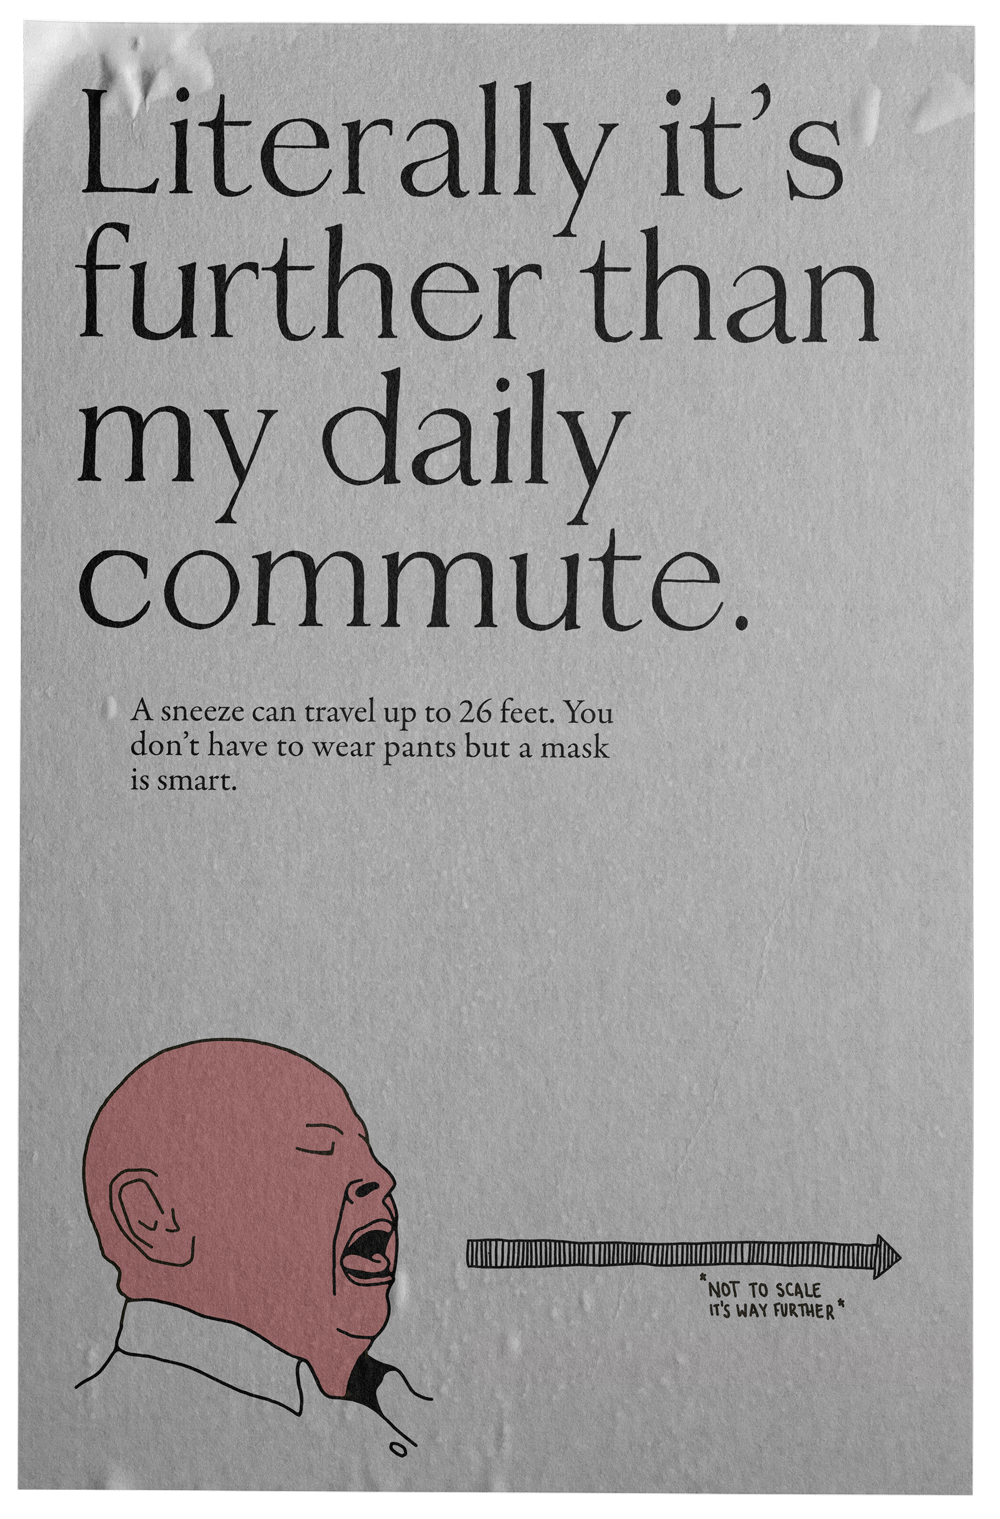 Literally it’s
further than
my daily
commute.
A sneeze can travel up to 26 feet. You
don’t have to wear pants but a mask
is smart.
*NOT TO SCALE
IT'S WAY FURTHER*